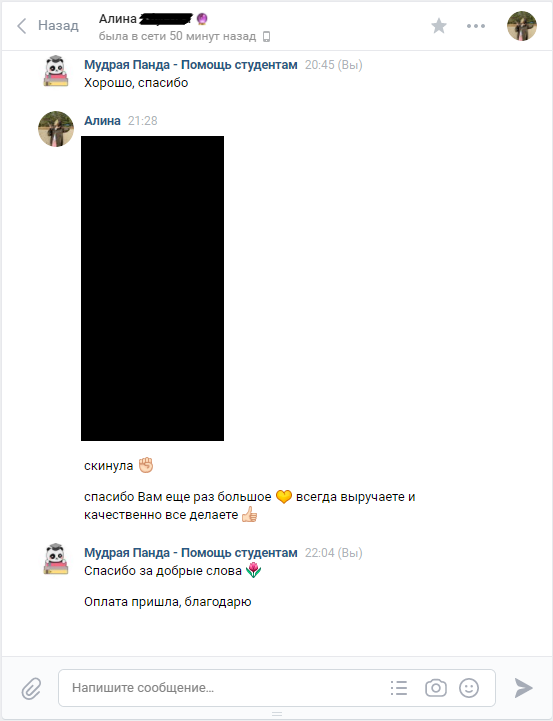 Назад
Алина
была в сети 50 минут назад
Мудрая Панда - Помощь студентам 20:45 (Вы)
Хорошо, спасибо
Алина 21:28
скинула ✊
спасибо Вам еще раз большое 💛 всегда выручаете и
качественно все делаете 👍
Мудрая Панда - Помощь студентам 22:04 (Вы)
Спасибо за добрые слова 🌷
Оплата пришла, благодарю
Напишите сообщение...